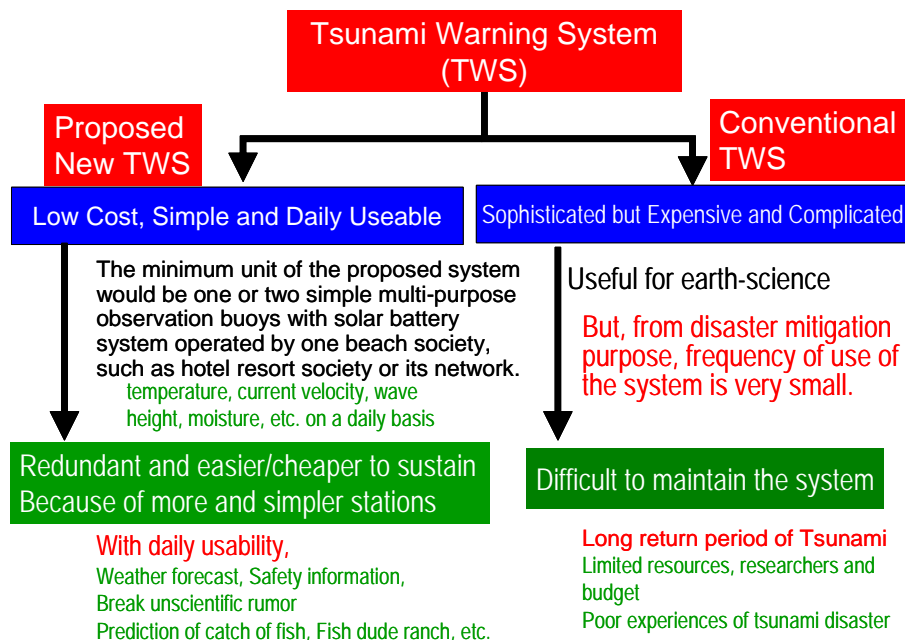 Tsunami Warning System
(TWS)
Proposed
New TWS
Conventional
TWS
Low Cost, Simple and Daily Useable
Sophisticated but Expensive and Complicated
The minimum unit of the proposed system
would be one or two simple multi-purpose
observation buoys with solar battery
system operated by one beach society,
such as hotel resort society or its network.
temperature, current velocity, wave
height, moisture, etc. on a daily basis
Useful for earth-science
But, from disaster mitigation
purpose, frequency of use of
the system is very small.
Redundant and easier/cheaper to sustain
Because of more and simpler stations
Difficult to maintain the system
With daily usability,
Weather forecast, Safety information,
Break unscientific rumor
Prediction of catch of fish, Fish dude ranch, etc.
Long return period of Tsunami
Limited resources, researchers and
budget
Poor experiences of tsunami disaster